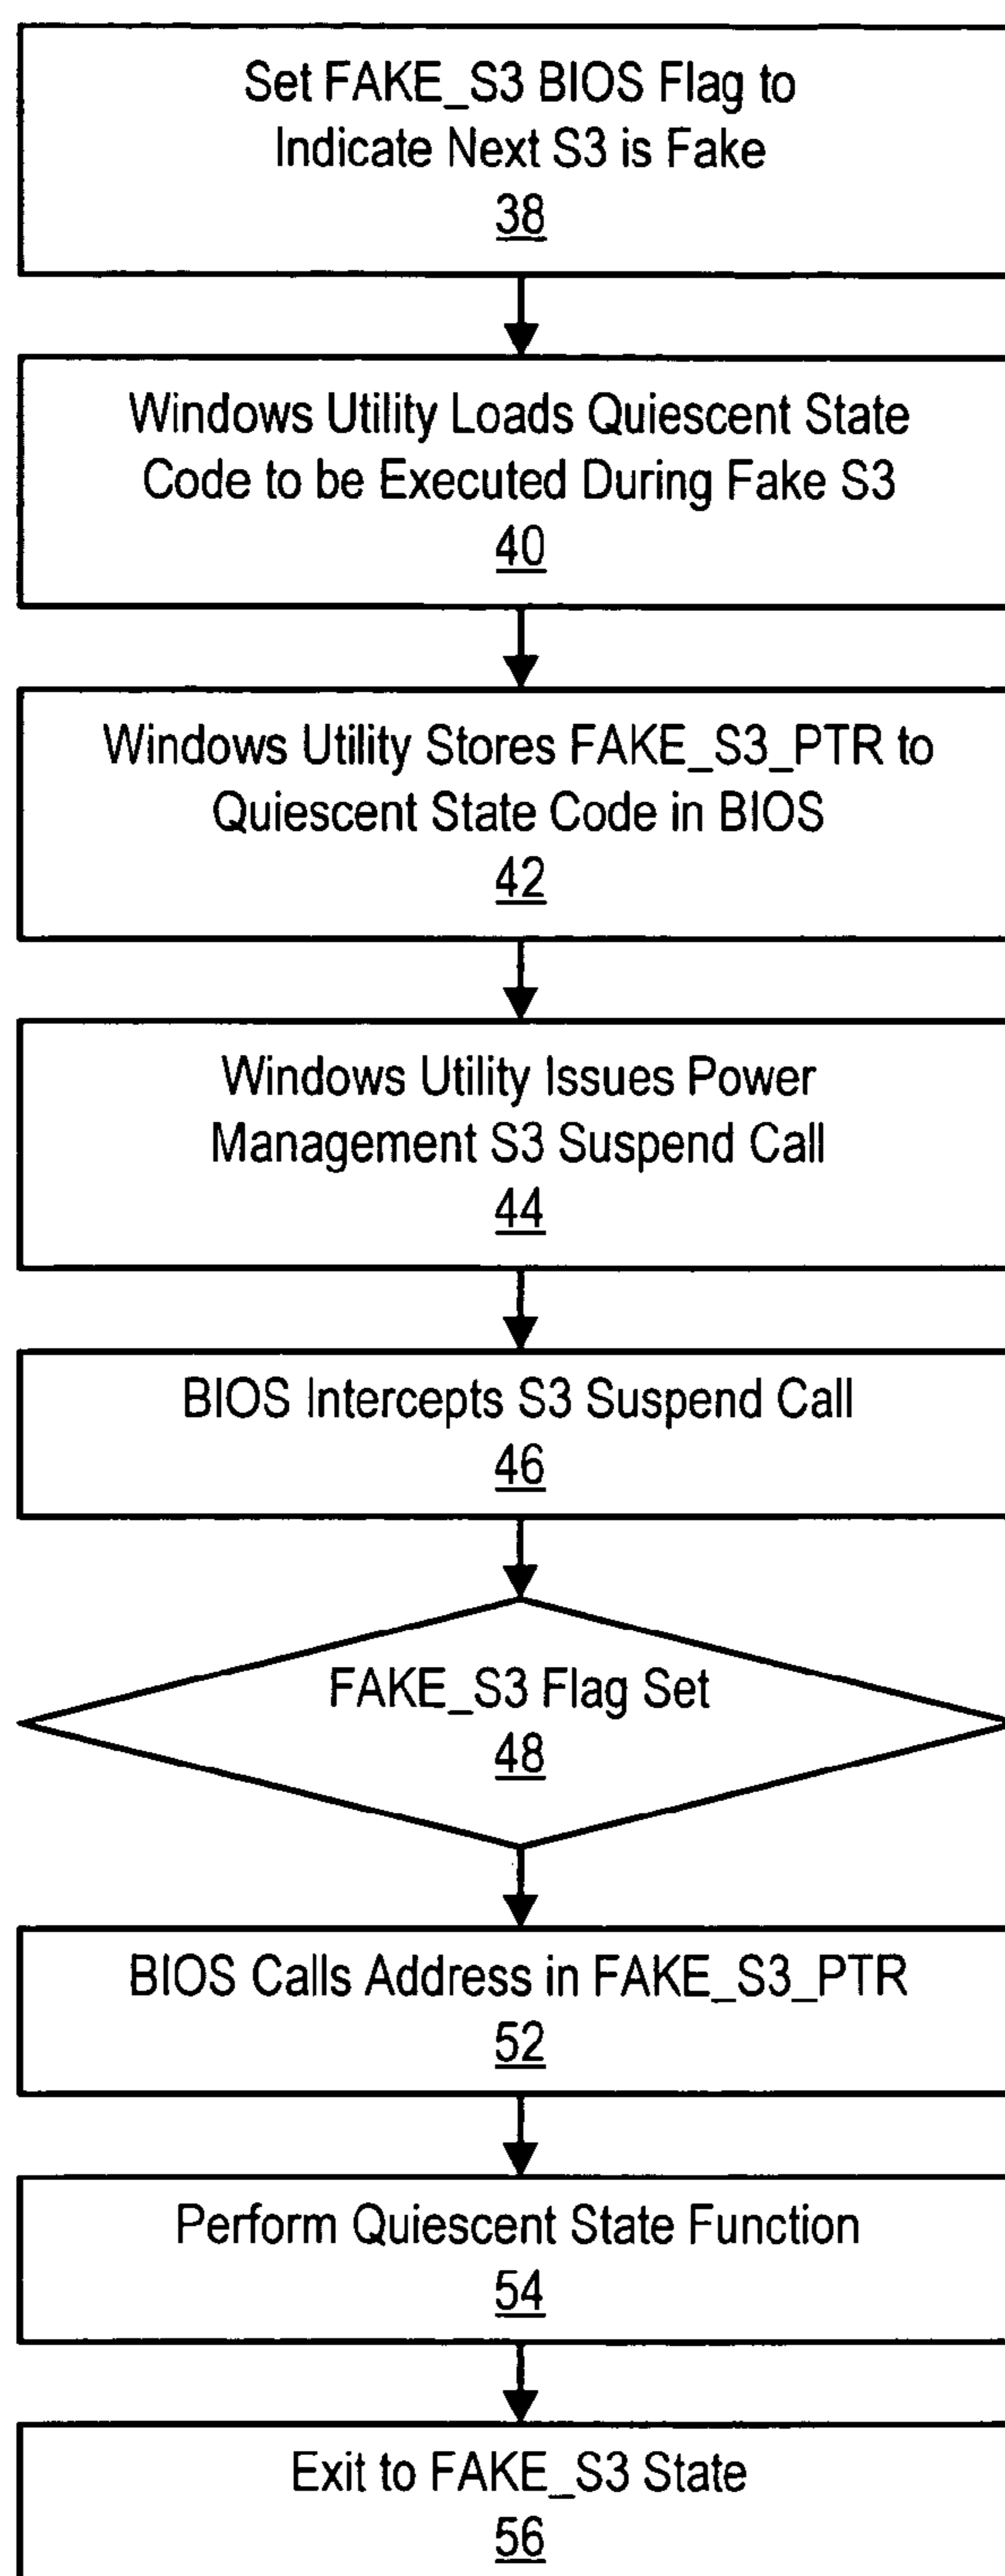 Set FAKE_S3 BIOS Flag to
Indicate Next S3 is Fake
38
Windows Utility Loads Quiescent State
Code to be Executed During Fake S3
40
Windows Utility Stores FAKE_S3_PTR to
Quiescent State Code in BIOS
42
Windows Utility Issues Power
Management S3 Suspend Call
44
BIOS Intercepts S3 Suspend Call
46
FAKE_S3 Flag Set
48
BIOS Calls Address in FAKE_S3_PTR
52
Perform Quiescent State Function
54
Exit to FAKE_S3 State
56